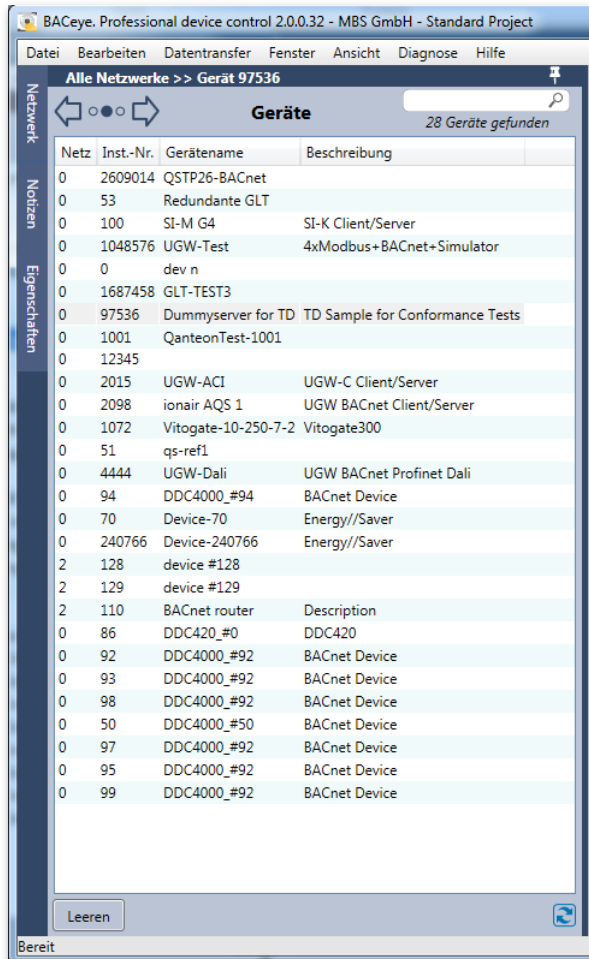 BACeye. Professional device control 2.0.0.32 - MBS GmbH - Standard Project
Datei Bearbeiten Datentransfer Fenster Ansicht Diagnose Hilfe
Alle Netzwerke >> Gerät 97536
Netzwerk
Notizen
Eigenschaften
Geräte
28 Geräte gefunden
Netz Inst.-Nr. Gerätename Beschreibung
0 2609014 QSTP26-BACnet
0 53 Redundante GLT
0 100 SI-M G4 SI-K Client/Server
0 1048576 UGW-Test 4xModbus+BACnet+Simulator
0 0 dev n
0 1687458 GLT-TEST3
0 97536 Dummyserver for TD TD Sample for Conformance Tests
0 1001 QanteonTest-1001
0 12345
0 2015 UGW-ACI UGW-C Client/Server
0 2098 ionair AQS 1 UGW BACnet Client/Server
0 1072 Vitogate-10-250-7-2 Vitogate300
0 51 qs-ref1
0 4444 UGW-Dali UGW BACnet Profinet Dali
0 94 DDC4000_#94 BACnet Device
0 70 Device-70 Energy//Saver
0 240766 Device-240766 Energy//Saver
2 128 device #128
2 129 device #129
2 110 BACnet router Description
0 86 DDC420_#0 DDC420
0 92 DDC4000_#92 BACnet Device
0 93 DDC4000_#92 BACnet Device
0 98 DDC4000_#92 BACnet Device
0 50 DDC4000_#50 BACnet Device
0 97 DDC4000_#92 BACnet Device
0 95 DDC4000_#92 BACnet Device
0 99 DDC4000_#92 BACnet Device
Leeren
Bereit